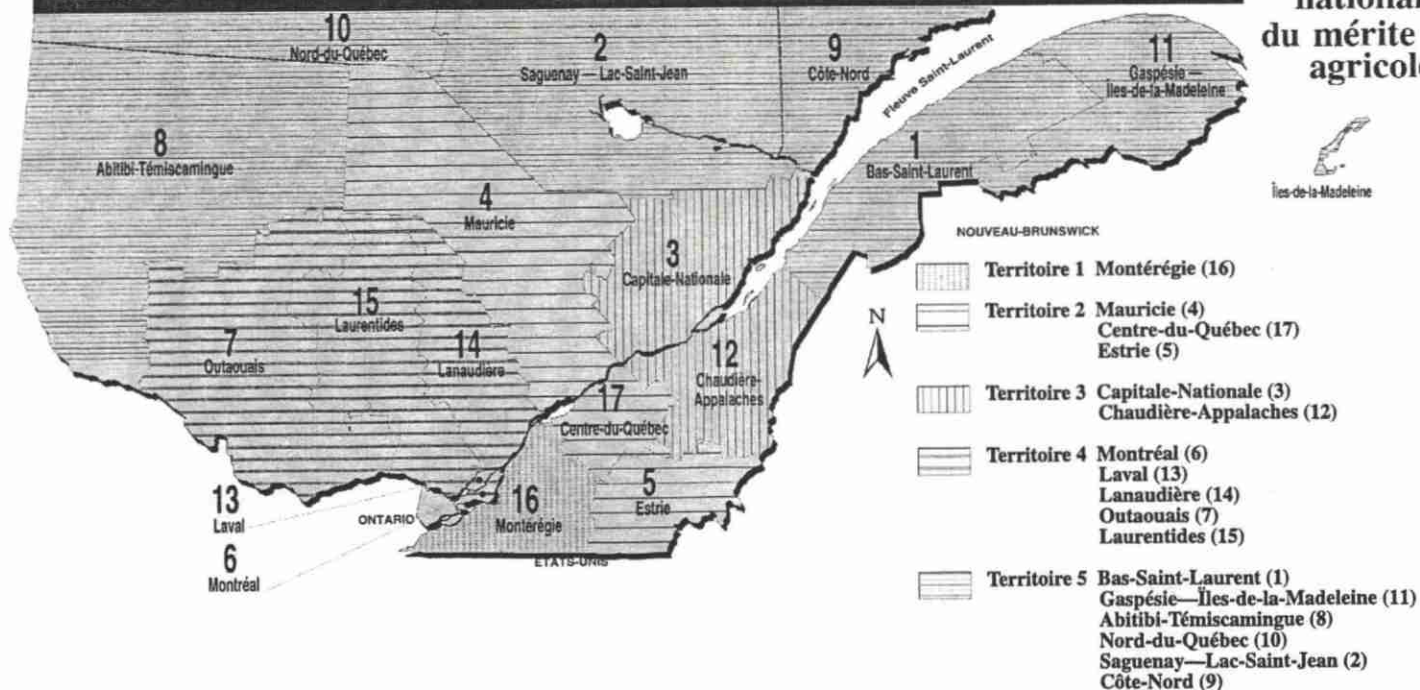 national
du mérite
agricole
10
Nord-du-Québec
2
Saguenay — Lac-Saint-Jean
9
Côte-Nord
Fleuve Saint-Laurent
11
Gaspésie —
Îles-de-la-Madeleine
8
Abitibi-Témiscamingue
1
Bas-Saint-Laurent
Îles-de-la-Madeleine
4
Mauricie
3
Capitale-Nationale
NOUVEAU-BRUNSWICK
15
Laurentides
7
Outaouais
14
Lanaudière
12
Chaudière-
Appalaches
17
Centre-du-Québec
13
Laval
ONTARIO
16
Montérégie
5
Estrie
6
Montréal
ÉTATS-UNIS
N
Territoire 1 Montérégie (16)
Territoire 2 Mauricie (4)
Centre-du-Québec (17)
Estrie (5)
Territoire 3 Capitale-Nationale (3)
Chaudière-Appalaches (12)
Territoire 4 Montréal (6)
Laval (13)
Lanaudière (14)
Outaouais (7)
Laurentides (15)
Territoire 5 Bas-Saint-Laurent (1)
Gaspésie—Îles-de-la-Madeleine (11)
Abitibi-Témiscamingue (8)
Nord-du-Québec (10)
Saguenay—Lac-Saint-Jean (2)
Côte-Nord (9)